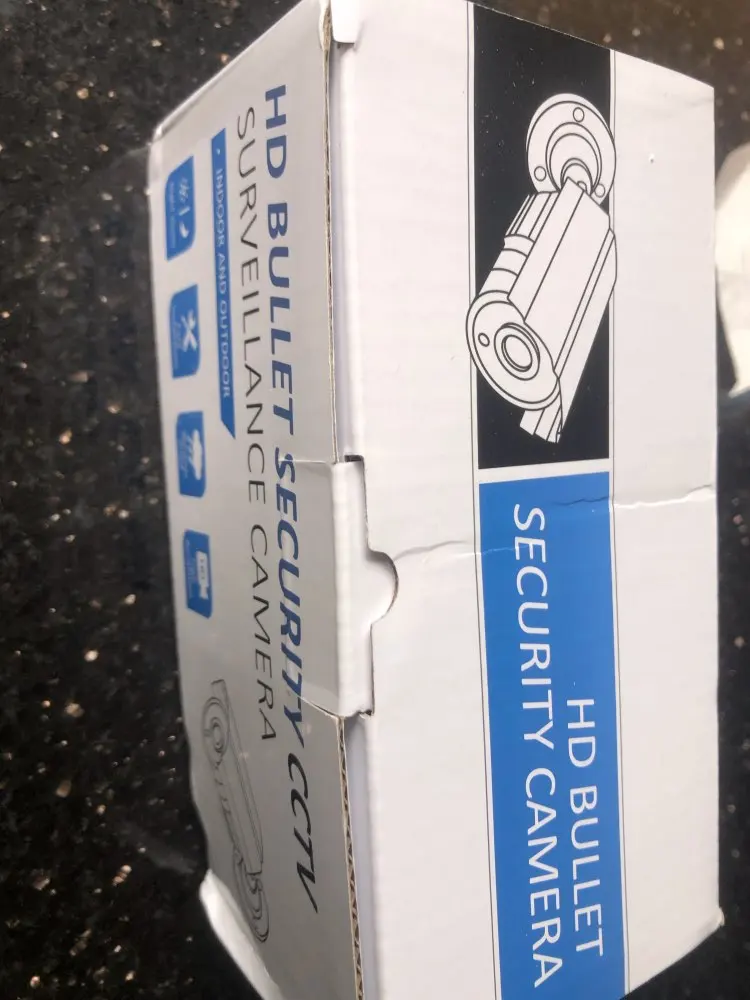 HD BULLET SECURITY CCTV
SURVEILLANCE CAMERA
• INDOOR AND OUTDOOR
HD BULLET
SECURITY CAMERA